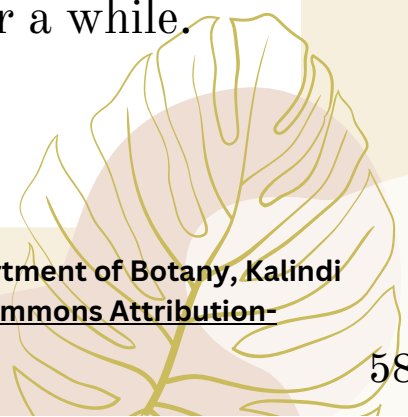 r a while.
rtment of Botany, Kalindi
mmons Attribution-
58